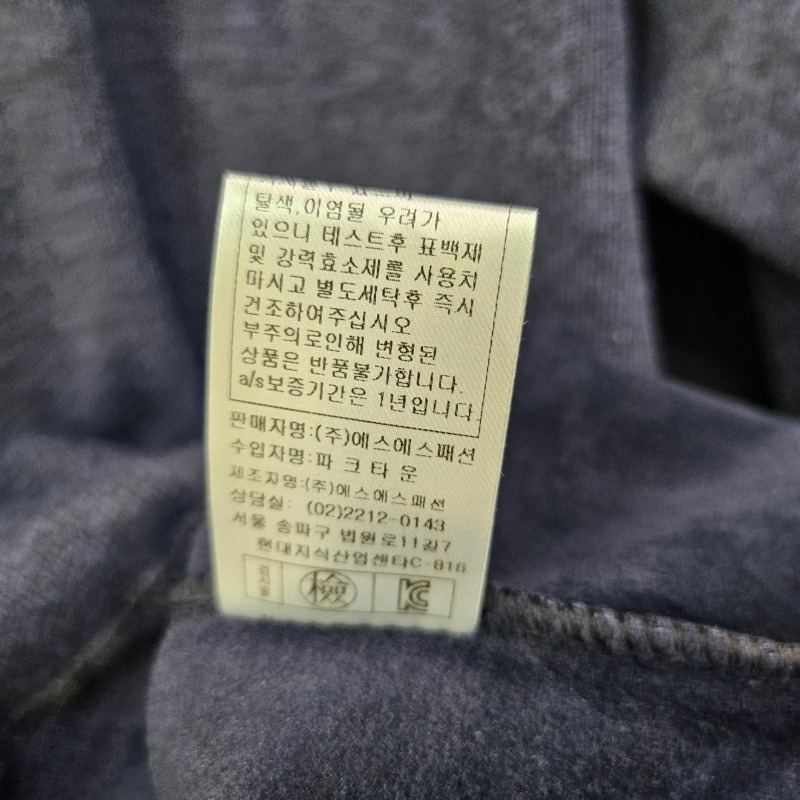 탈색,이염될 우려가
있으니 테스트후 표백제
및 강력효소제를 사용치
마시고 별도세탁후 즉시
건조하여주십시오
부주의로인해 변형된
상품은 반품불가합니다.
a/s보증기간은 1년입니다
판매자명:(주)에스에스패션
수입자명:파 크 타 운
제조자명:(주)에스에스패션
상담실: (02)2212-0143
서울 송파구 법원로11길7
현대지식산업센타C-816
검사필 檢 KC